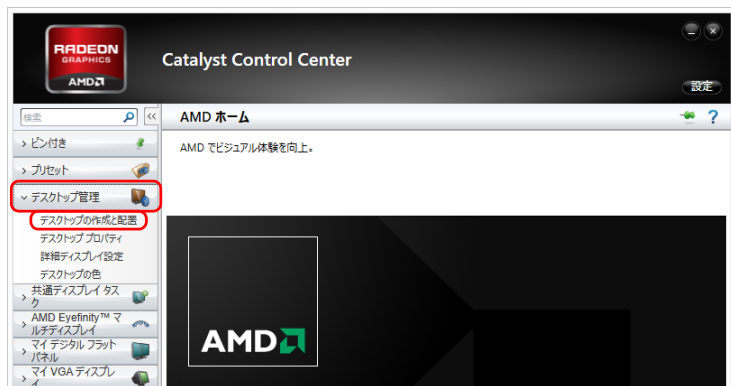 RADEON
GRAPHICS
AMD
Catalyst Control Center
設定
検索
AMD ホーム
?
ピン付き
AMD でビジュアル体験を向上。
プリセット
デスクトップ管理
デスクトップの作成と配置
デスクトップ プロパティ
詳細ディスプレイ設定
デスクトップの色
共通ディスプレイ タス
ク
AMD Eyefinity™ マ
ルチディスプレイ
マイ デジタル フラット
パネル
マイ VGA ディスプレ
イ
AMD